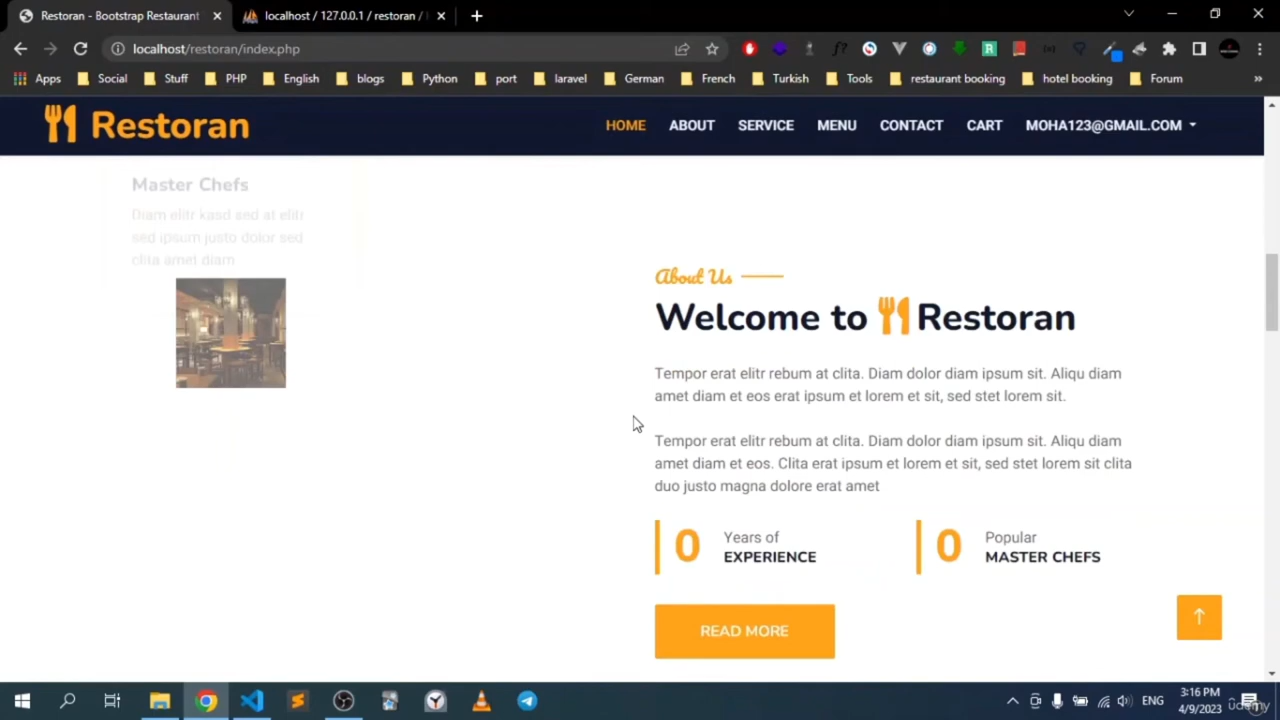 Restoran - Bootstrap Restaurant
localhost / 127.0.0.1 / restoran /
localhost/restoran/index.php
Apps Social Stuff PHP English blogs Python port laravel German French Turkish Tools restaurant booking hotel booking Forum »
Restoran
HOME ABOUT SERVICE MENU CONTACT CART MOHA123@GMAIL.COM
Master Chefs
Diam elitr kasd sed at elitr
sed ipsum justo dolor sed
clita amet diam
About Us
Welcome to Restoran
Tempor erat elitr rebum at clita. Diam dolor diam ipsum sit. Aliqu diam
amet diam et eos erat ipsum et lorem et sit, sed stet lorem sit.
Tempor erat elitr rebum at clita. Diam dolor diam ipsum sit. Aliqu diam
amet diam et eos. Clita erat ipsum et lorem et sit, sed stet lorem sit clita
duo justo magna dolore erat amet
0 Years of
EXPERIENCE
0 Popular
MASTER CHEFS
READ MORE
ENG
3:16 PM
4/9/2023
udemy